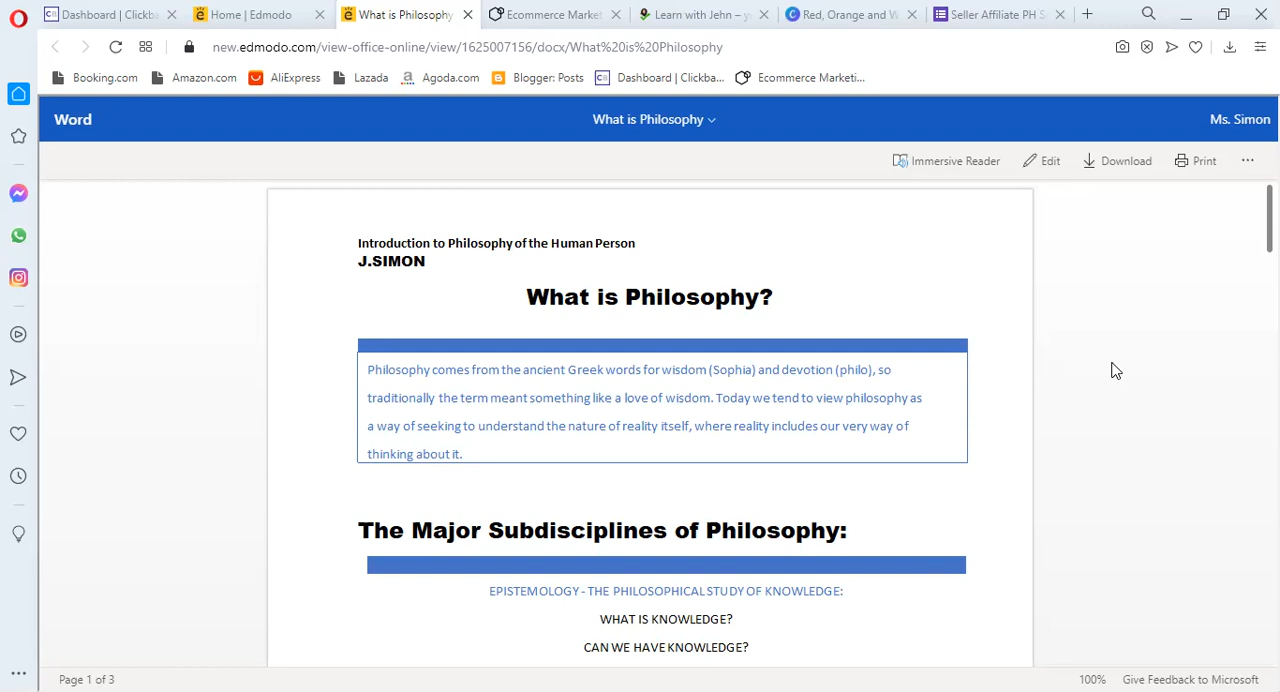 Dashboard | Clickba
Home | Edmodo
What is Philosophy
Ecommerce Market
Learn with Jehn – y
Red, Orange and W
Seller Affiliate PH S
new.edmodo.com/view-office-online/view/1625007156/docx/What%20is%20Philosophy
Booking.com
Amazon.com
AliExpress
Lazada
Agoda.com
Blogger: Posts
Dashboard | Clickba...
Ecommerce Marketi...
Word
What is Philosophy
Ms. Simon
Immersive Reader
Edit
Download
Print
Introduction to Philosophy of the Human Person
J.SIMON
What is Philosophy?
Philosophy comes from the ancient Greek words for wisdom (Sophia) and devotion (philo), so
traditionally the term meant something like a love of wisdom. Today we tend to view philosophy as
a way of seeking to understand the nature of reality itself, where reality includes our very way of
thinking about it.
The Major Subdisciplines of Philosophy:
EPISTEMOLOGY - THE PHILOSOPHICAL STUDY OF KNOWLEDGE:
WHAT IS KNOWLEDGE?
CAN WE HAVE KNOWLEDGE?
Page 1 of 3
100%
Give Feedback to Microsoft